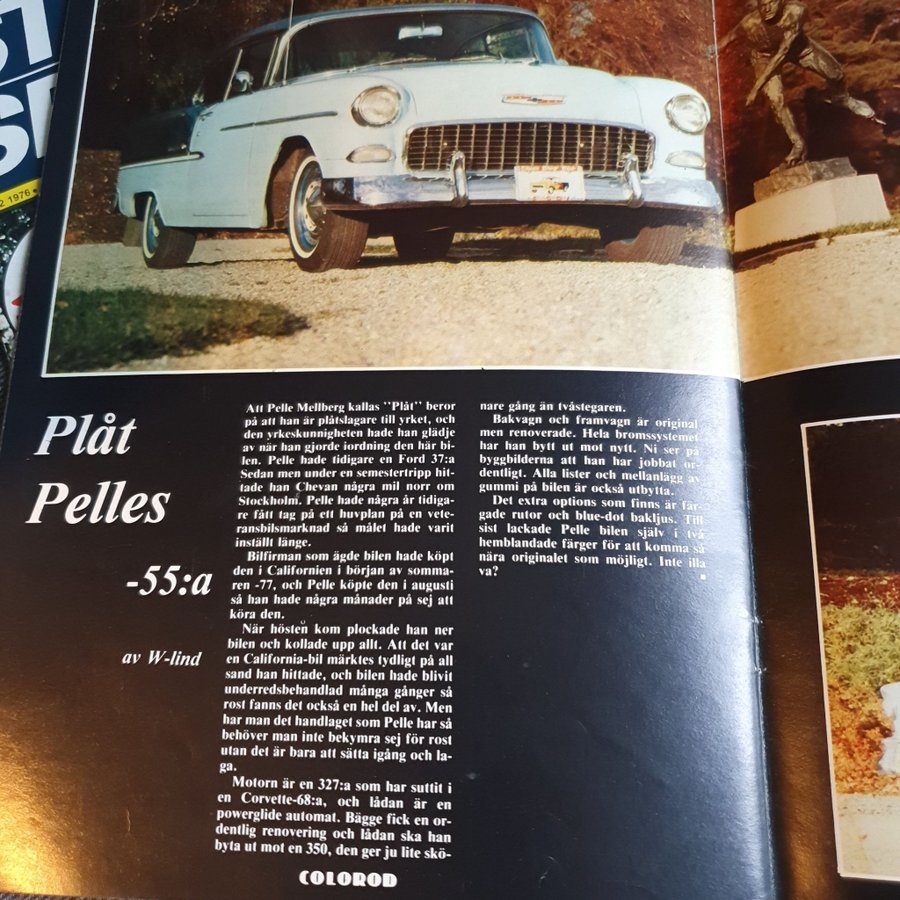 ST
2 1976
Plåt
Pelles
-55:a
av W-lind
Att Pelle Mellberg kallas ''Plåt'' beror
på att han är plåtslagare till yrket, och
den yrkeskunnigheten hade han glädje
av när han gjorde iordning den här bi-
len. Pelle hade tidigare en Ford 37:a
Sedan men under en semestertripp hit-
tade han Chevan några mil norr om
Stockholm. Pelle hade några år tidiga-
re fått tag på ett huvplan på en vete-
ransbilsmarknad så målet hade varit
inställt länge.
Bilfirman som ägde bilen hade köpt
den i Californien i början av somma-
ren -77, och Pelle köpte den i augusti
så han hade några månader på sej att
köra den.
När hösten kom plockade han ner
bilen och kollade upp allt. Att det var
en California-bil märktes tydligt på all
sand han hittade, och bilen hade blivit
underredsbehandlad många gånger så
rost fanns det också en hel del av. Men
har man det handlaget som Pelle har så
behöver man inte bekymra sej för rost
utan det är bara att sätta igång och la-
ga.
Motorn är en 327:a som har suttit i
en Corvette-68:a, och lådan är en
powerglide automat. Bägge fick en or-
dentlig renovering och lådan ska han
byta ut mot en 350, den ger ju lite skö-
nare gång än tvåstegaren.
Bakvagn och framvagn är original
men renoverade. Hela bromssystemet
har han bytt ut mot nytt. Ni ser på
byggbilderna att han har jobbat or-
dentligt. Alla lister och mellanlägg av
gummi på bilen är också utbytta.
Det extra options som finns är fär-
gade rutor och blue-dot bakljus. Till
sist lackade Pelle bilen själv i två
hemblandade färger för att komma så
nära originalet som möjligt. Inte illa
va?
COLOROD